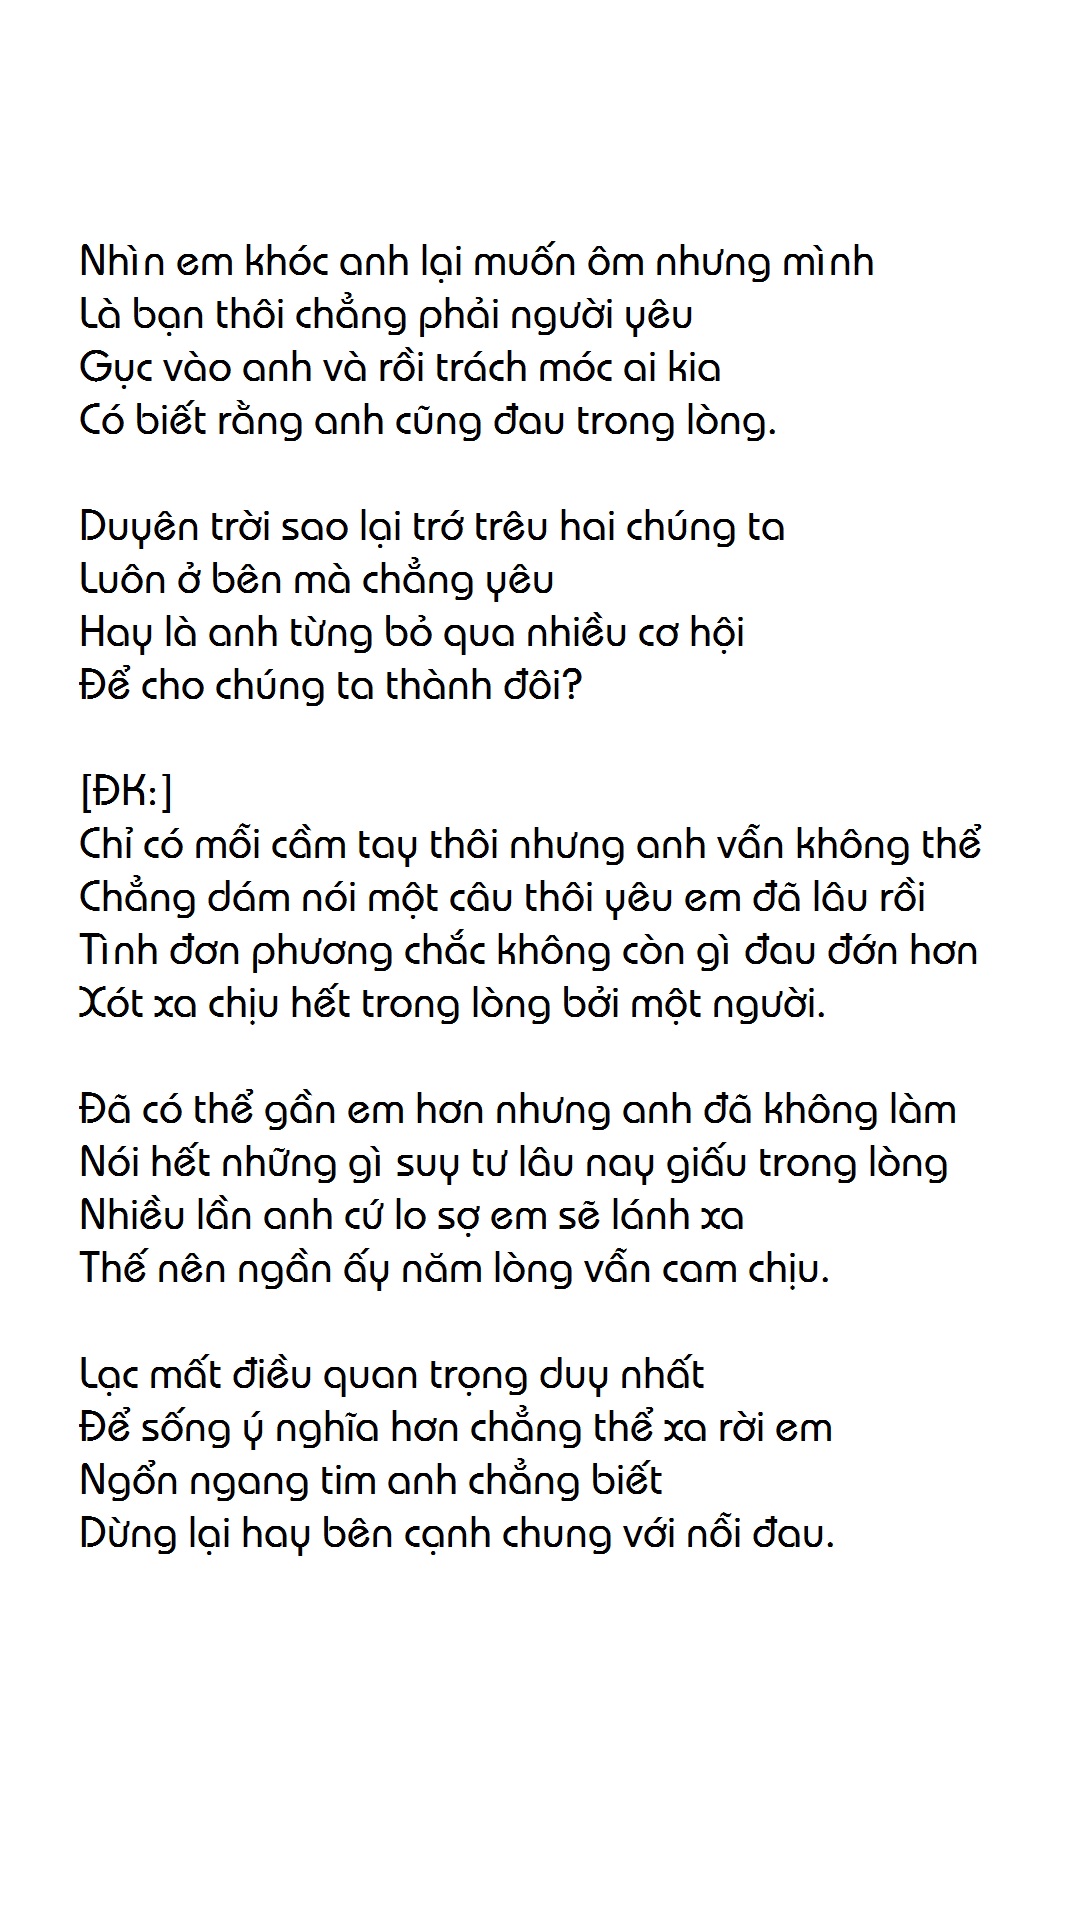 Nhìn em khóc anh lại muốn ôm nhưng mình
Là bạn thôi chẳng phải người yêu
Gục vào anh và rồi trách móc ai kia
Có biết rằng anh cũng đau trong lòng.

Duyên trời sao lại trớ trêu hai chúng ta
Luôn ở bên mà chẳng yêu
Hay là anh từng bỏ qua nhiều cơ hội
Để cho chúng ta thành đôi?

[ĐK:]
Chỉ có mỗi cầm tay thôi nhưng anh vẫn không thể
Chẳng dám nói một câu thôi yêu em đã lâu rồi
Tình đơn phương chắc không còn gì đau đớn hơn
Xót xa chịu hết trong lòng bởi một người.

Đã có thể gần em hơn nhưng anh đã không làm
Nói hết những gì suy tư lâu nay giấu trong lòng
Nhiều lần anh cứ lo sợ em sẽ lánh xa
Thế nên ngần ấy năm lòng vẫn cam chịu.

Lạc mất điều quan trọng duy nhất
Để sống ý nghĩa hơn chẳng thể xa rời em
Ngổn ngang tim anh chẳng biết
Dừng lại hay bên cạnh chung với nỗi đau.